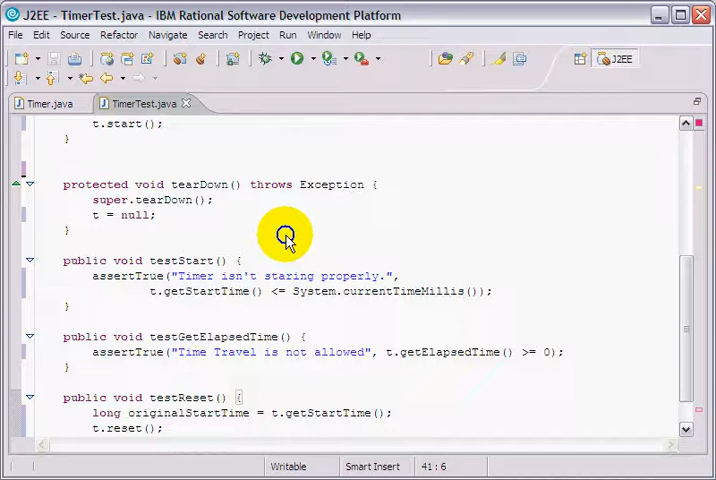 J2EE - TimerTest.java - IBM Rational Software Development Platform
File Edit Source Refactor Navigate Search Project Run Window Help
J2EE
Timer.java TimerTest.java
t.start();
}
protected void tearDown() throws Exception {
super.tearDown();
t = null;
}
public void testStart() {
assertTrue("Timer isn't staring properly.",
t.getStartTime() <= System.currentTimeMillis());
}
public void testGetElapsedTime() {
assertTrue("Time Travel is not allowed", t.getElapsedTime() >= 0);
}
public void testReset() {
long originalStartTime = t.getStartTime();
t.reset();
Writable Smart Insert 41 : 6